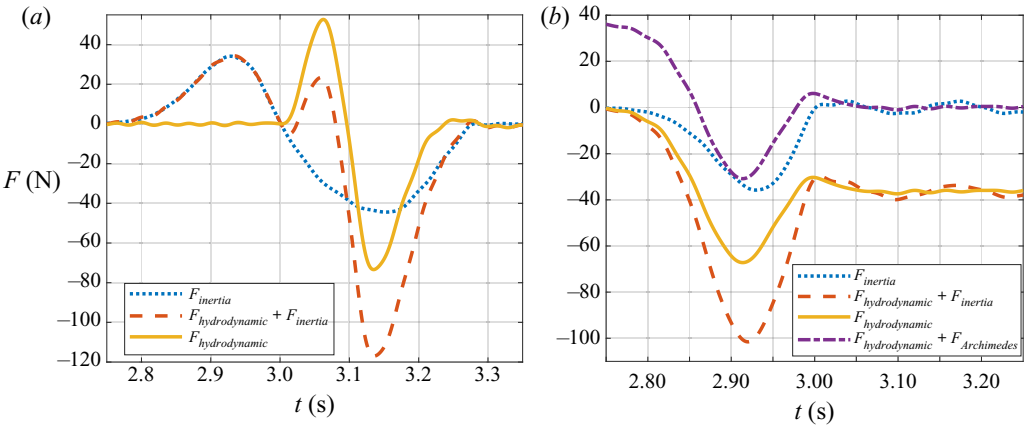 (a)
40
20
0
−20
−40
−60
−80
−100
−120
F (N)
2.8 2.9 3.0 3.1 3.2 3.3
t (s)
F_inertia
F_hydrodynamic + F_inertia
F_hydrodynamic
(b)
40
20
0
−20
−40
−60
−80
−100
2.80 2.90 3.00 3.10 3.20
t (s)
F_inertia
F_hydrodynamic + F_inertia
F_hydrodynamic
F_hydrodynamic + F_Archimedes